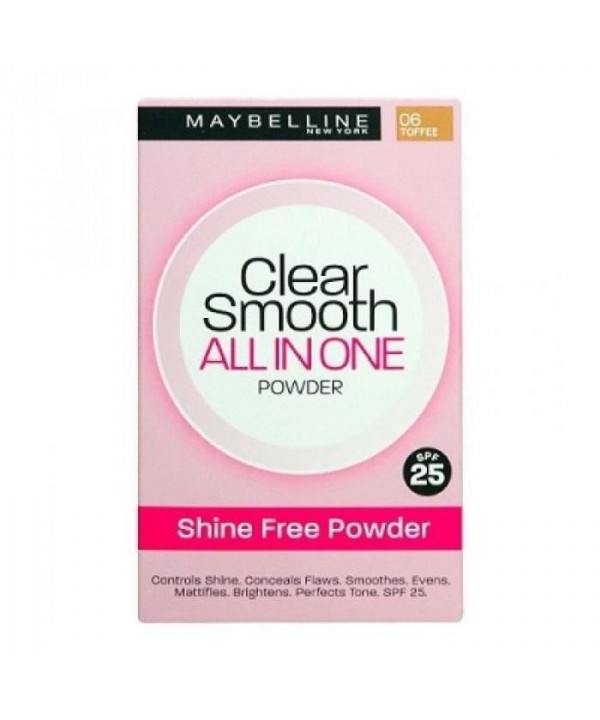 MAYBELLINE
NEW YORK
06
TOFFEE
Clear
Smooth
ALL IN ONE
POWDER
SPF
25
Shine Free Powder
Controls Shine. Conceals Flaws. Smoothes. Evens.
Mattifies. Brightens. Perfects Tone. SPF 25.